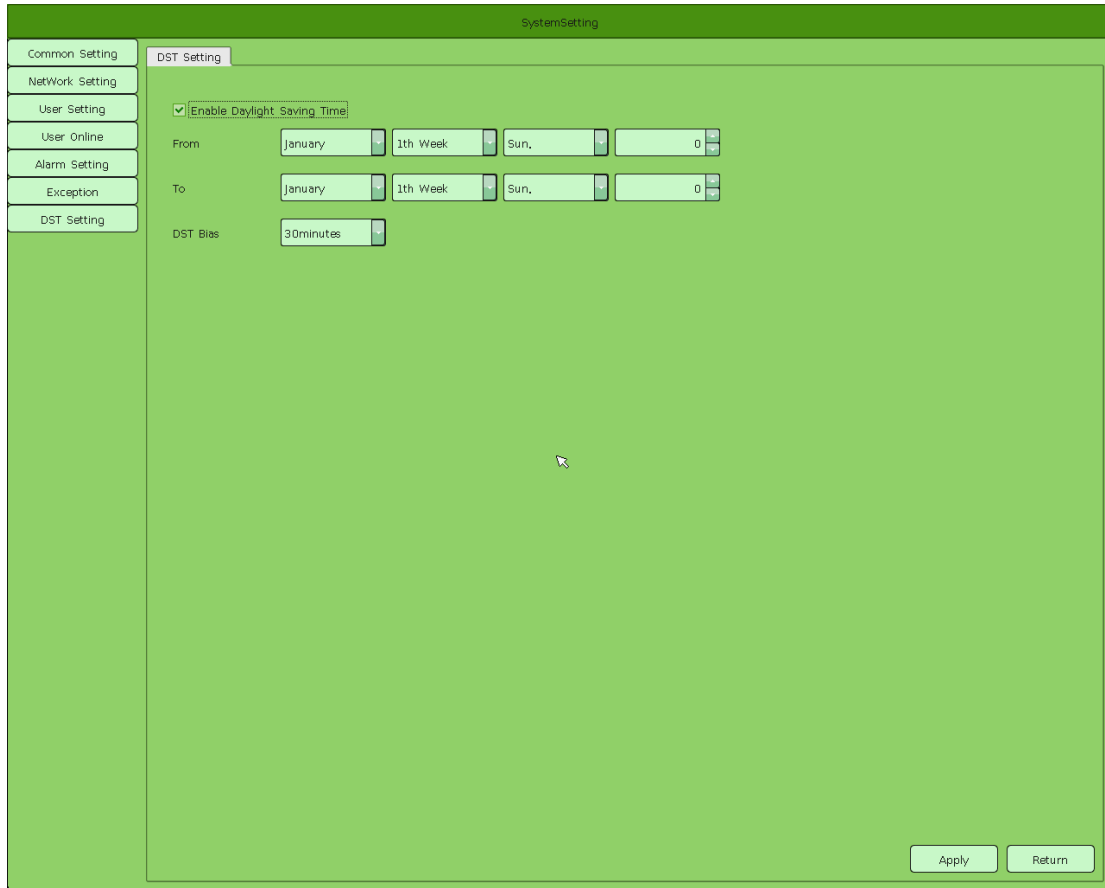 SystemSetting
Common Setting
NetWork Setting
User Setting
User Online
Alarm Setting
Exception
DST Setting
DST Setting
Enable Daylight Saving Time
From January 1th Week Sun. 0
To January 1th Week Sun. 0
DST Bias 30minutes
Apply Return